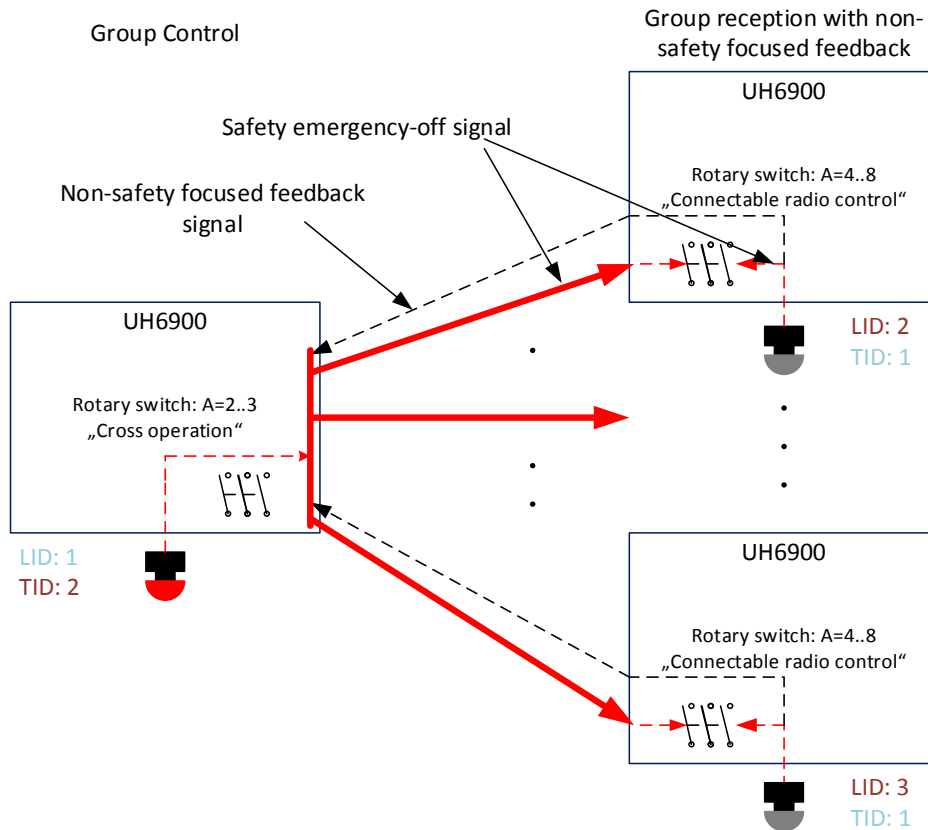 Group Control
Group reception with non-
safety focused feedback
Safety emergency-off signal
Non-safety focused feedback
signal
UH6900
Rotary switch: A=4..8
„Connectable radio control“
LID: 2
TID: 1
UH6900
Rotary switch: A=2..3
„Cross operation“
LID: 1
TID: 2
UH6900
Rotary switch: A=4..8
„Connectable radio control“
LID: 3
TID: 1